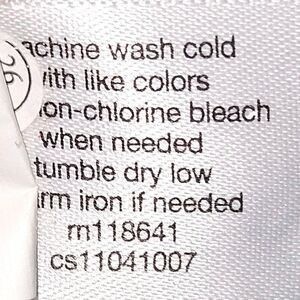 achine wash cold
with like colors
on-chlorine bleach
when needed
tumble dry low
arm iron if needed
rn118641
cs11041007
26